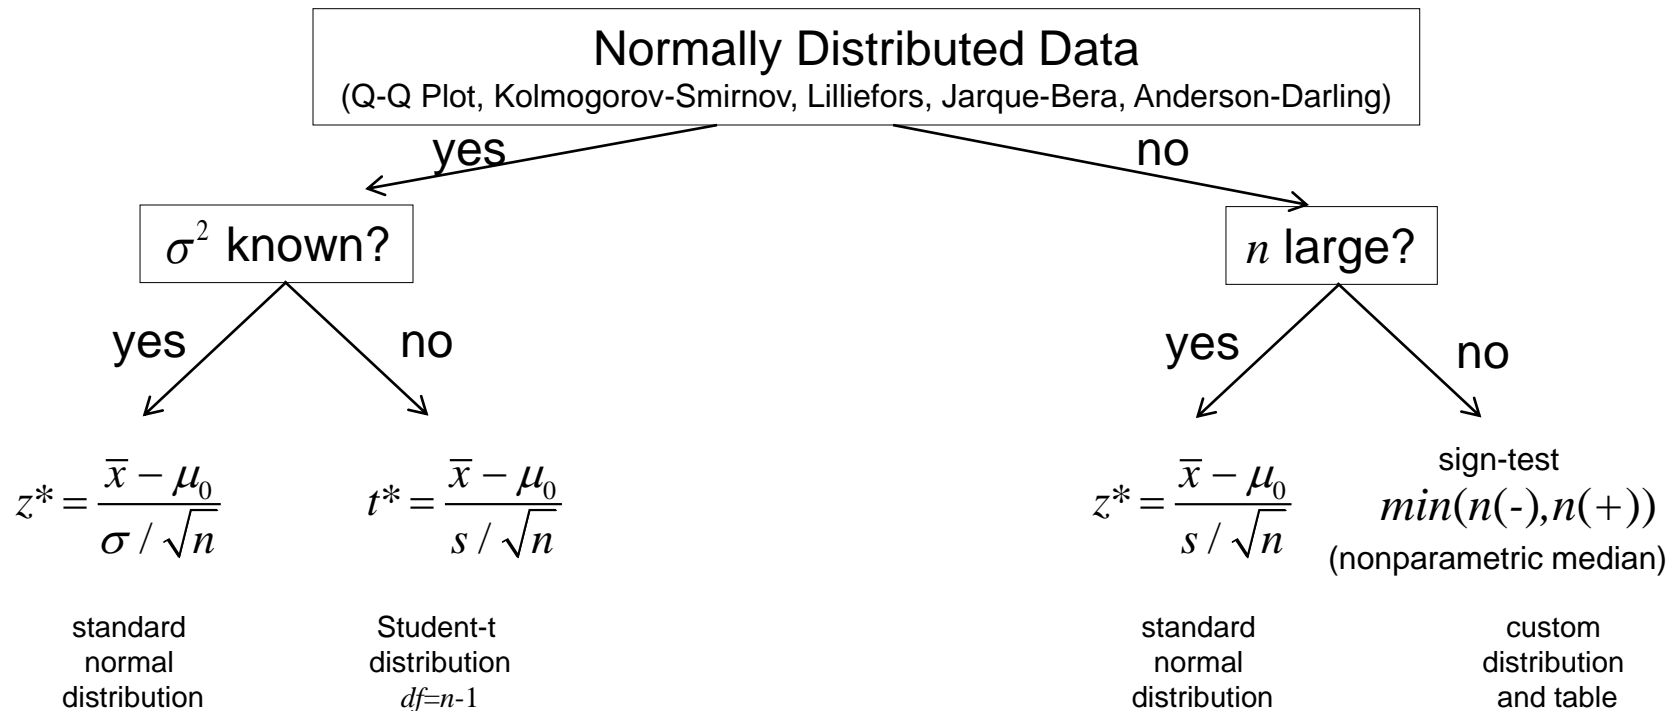 Normally Distributed Data
(Q-Q Plot, Kolmogorov-Smirnov, Lilliefors, Jarque-Bera, Anderson-Darling)
yes
no
σ² known?
n large?
yes
no
yes
no
z* = (x̄ − μ₀) / (σ / √n)
t* = (x̄ − μ₀) / (s / √n)
z* = (x̄ − μ₀) / (s / √n)
sign-test
min(n(-),n(+))
(nonparametric median)
standard
normal
distribution
Student-t
distribution
df=n-1
standard
normal
distribution
custom
distribution
and table